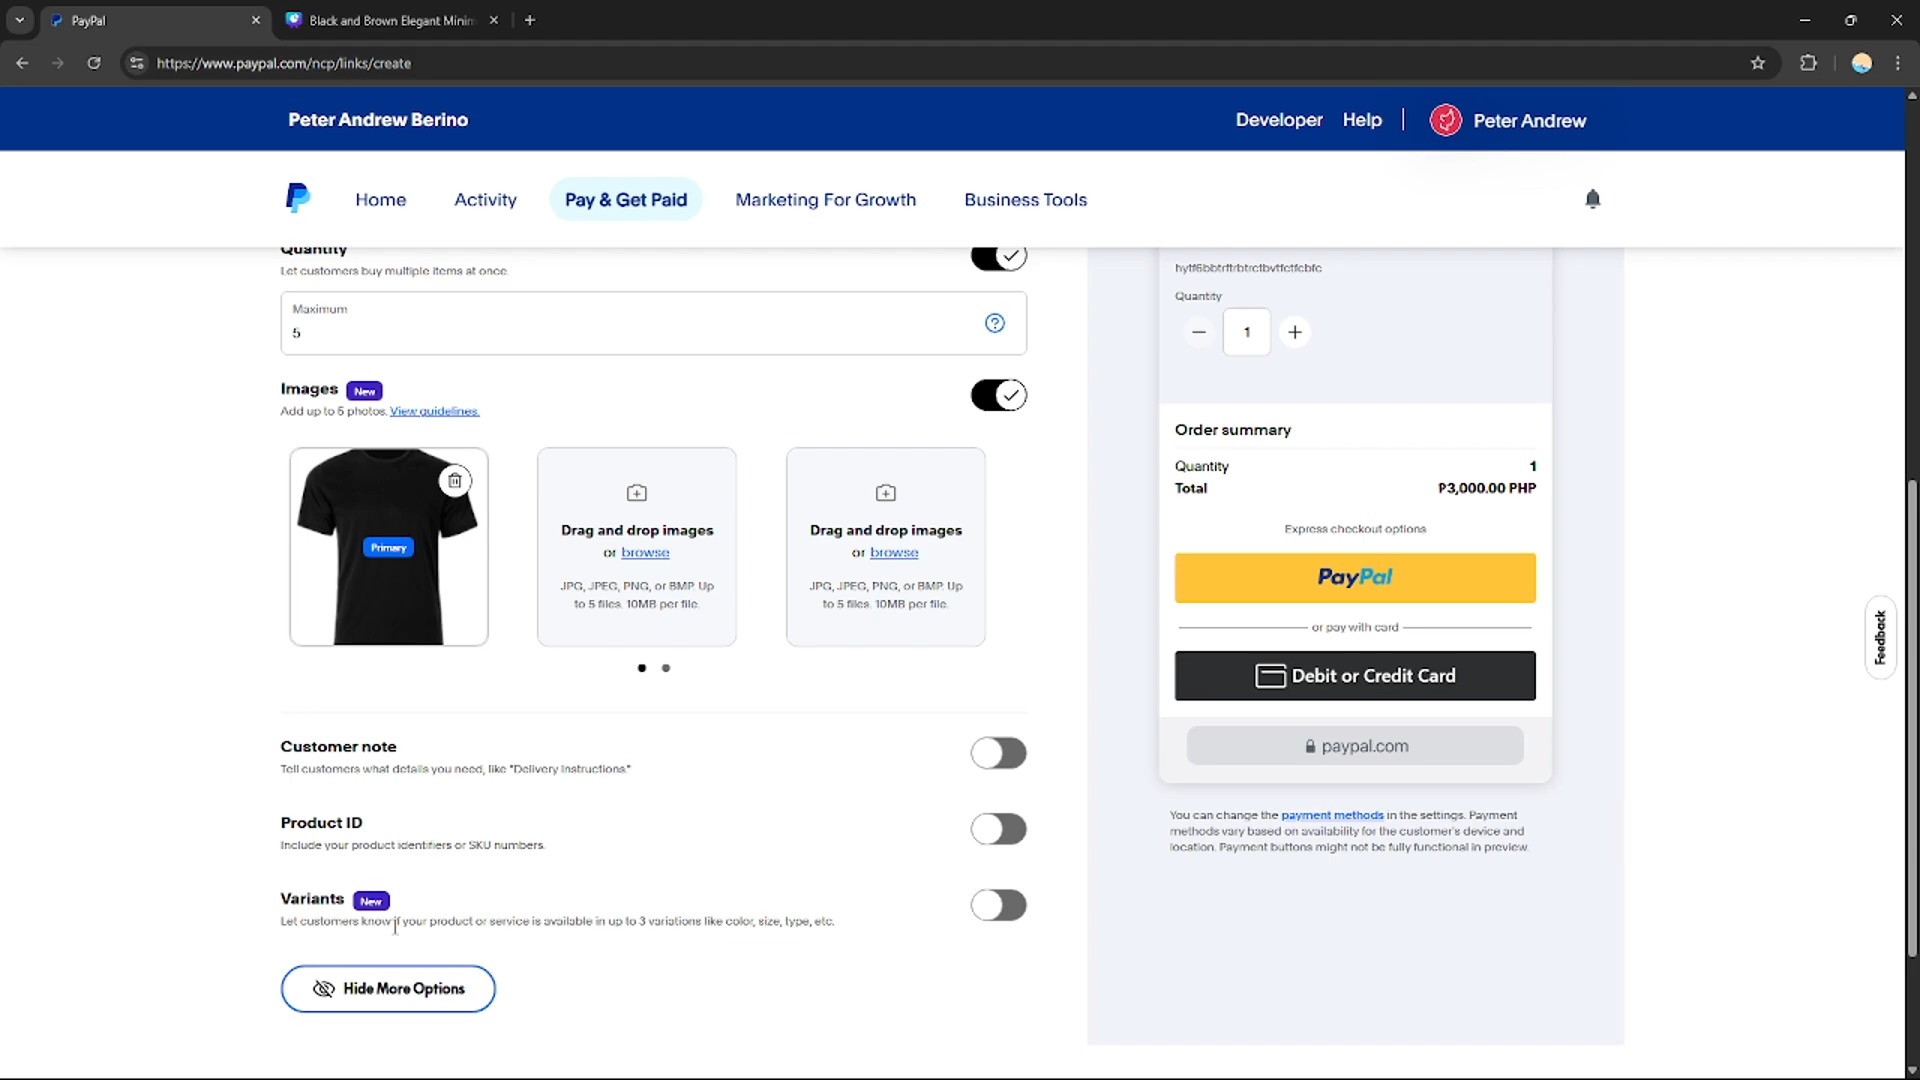 PayPal
Black and Brown Elegant Minim
https://www.paypal.com/ncp/links/create
Peter Andrew Berino
Developer
Help
Peter Andrew
Home
Activity
Pay & Get Paid
Marketing For Growth
Business Tools
Quantity
Let customers buy multiple items at once.
Maximum
5
Images New
Add up to 5 photos. View guidelines.
Primary
Drag and drop images
or browse
JPG, JPEG, PNG, or BMP. Up
to 5 files. 10MB per file.
Drag and drop images
or browse
JPG, JPEG, PNG, or BMP. Up
to 5 files. 10MB per file.
Customer note
Tell customers what details you need, like "Delivery Instructions."
Product ID
Include your product identifiers or SKU numbers.
Variants New
Let customers know if your product or service is available in up to 3 variations like color, size, type, etc.
Hide More Options
Quantity
1
Order summary
Quantity 1
Total ₱3,000.00 PHP
Express checkout options
PayPal
or pay with card
Debit or Credit Card
paypal.com
You can change the payment methods in the settings. Payment
methods vary based on availability for the customer's device and
location. Payment buttons might not be fully functional in preview.
Feedback